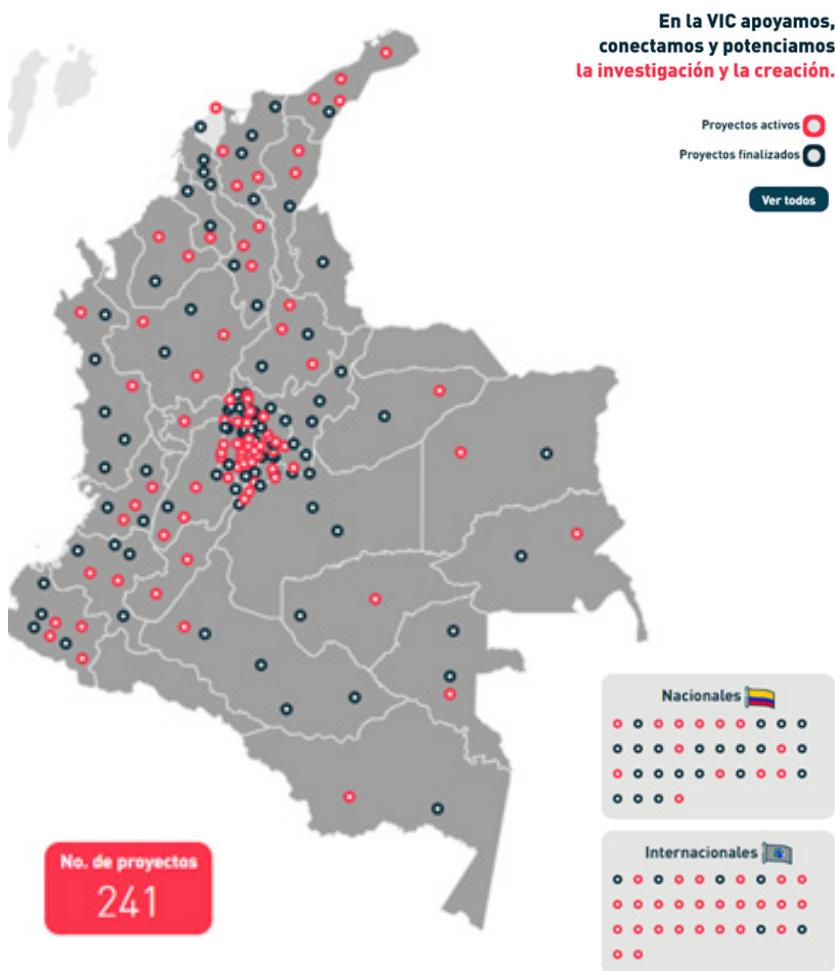 En la VIC apoyamos,
conectamos y potenciamos
la investigación y la creación.
Proyectos activos
Proyectos finalizados
Ver todos
Nacionales
Internacionales
No. de proyectos
241